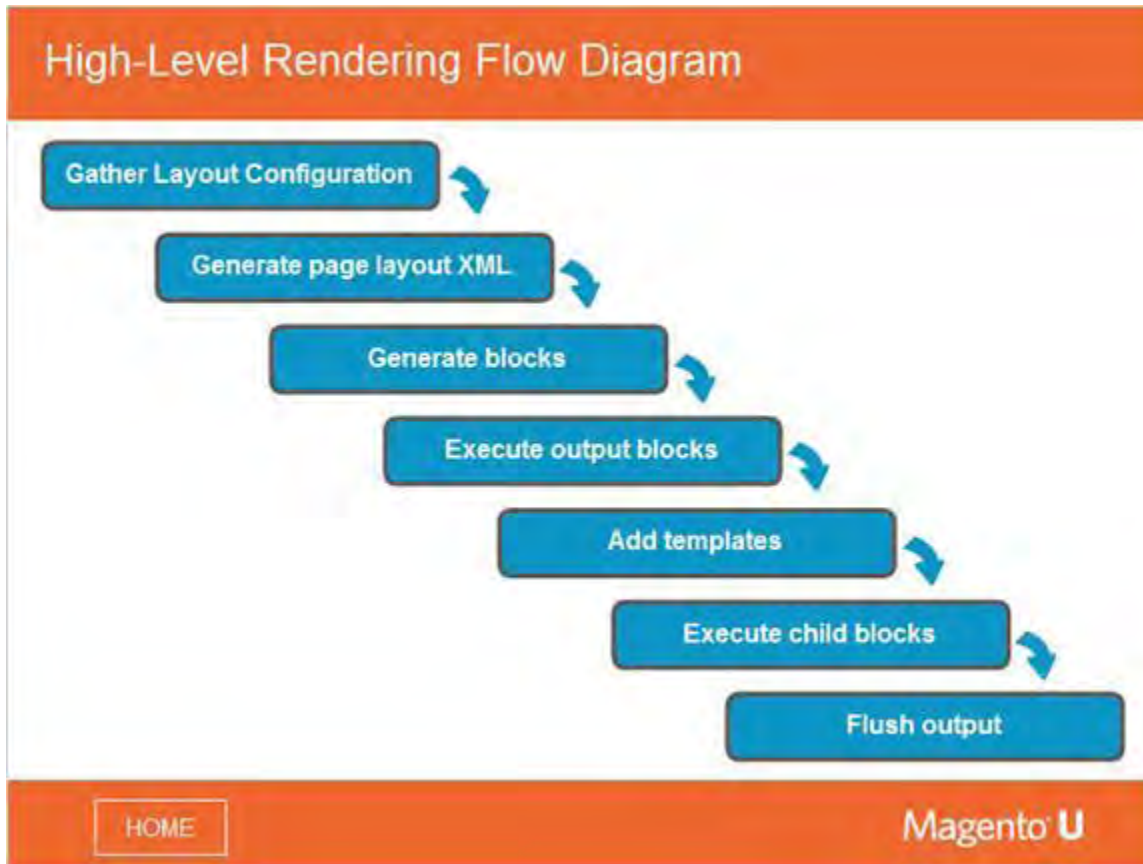 High-Level Rendering Flow Diagram
Gather Layout Configuration
Generate page layout XML
Generate blocks
Execute output blocks
Add templates
Execute child blocks
Flush output
HOME
Magento U